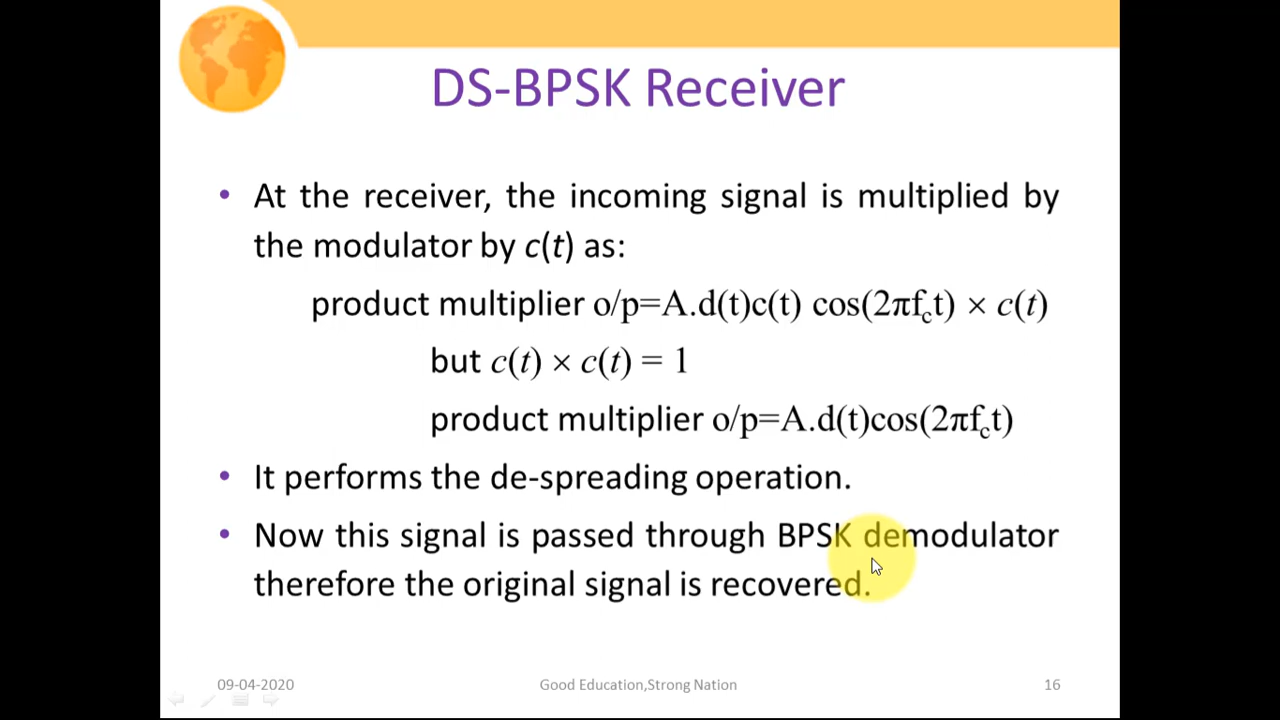 DS-BPSK Receiver
• At the receiver, the incoming signal is multiplied by
the modulator by c(t) as:
product multiplier o/p=A.d(t)c(t) cos(2πf꜀t) × c(t)
but c(t) × c(t) = 1
product multiplier o/p=A.d(t)cos(2πf꜀t)
• It performs the de-spreading operation.
• Now this signal is passed through BPSK demodulator
therefore the original signal is recovered.
09-04-2020 Good Education,Strong Nation 16